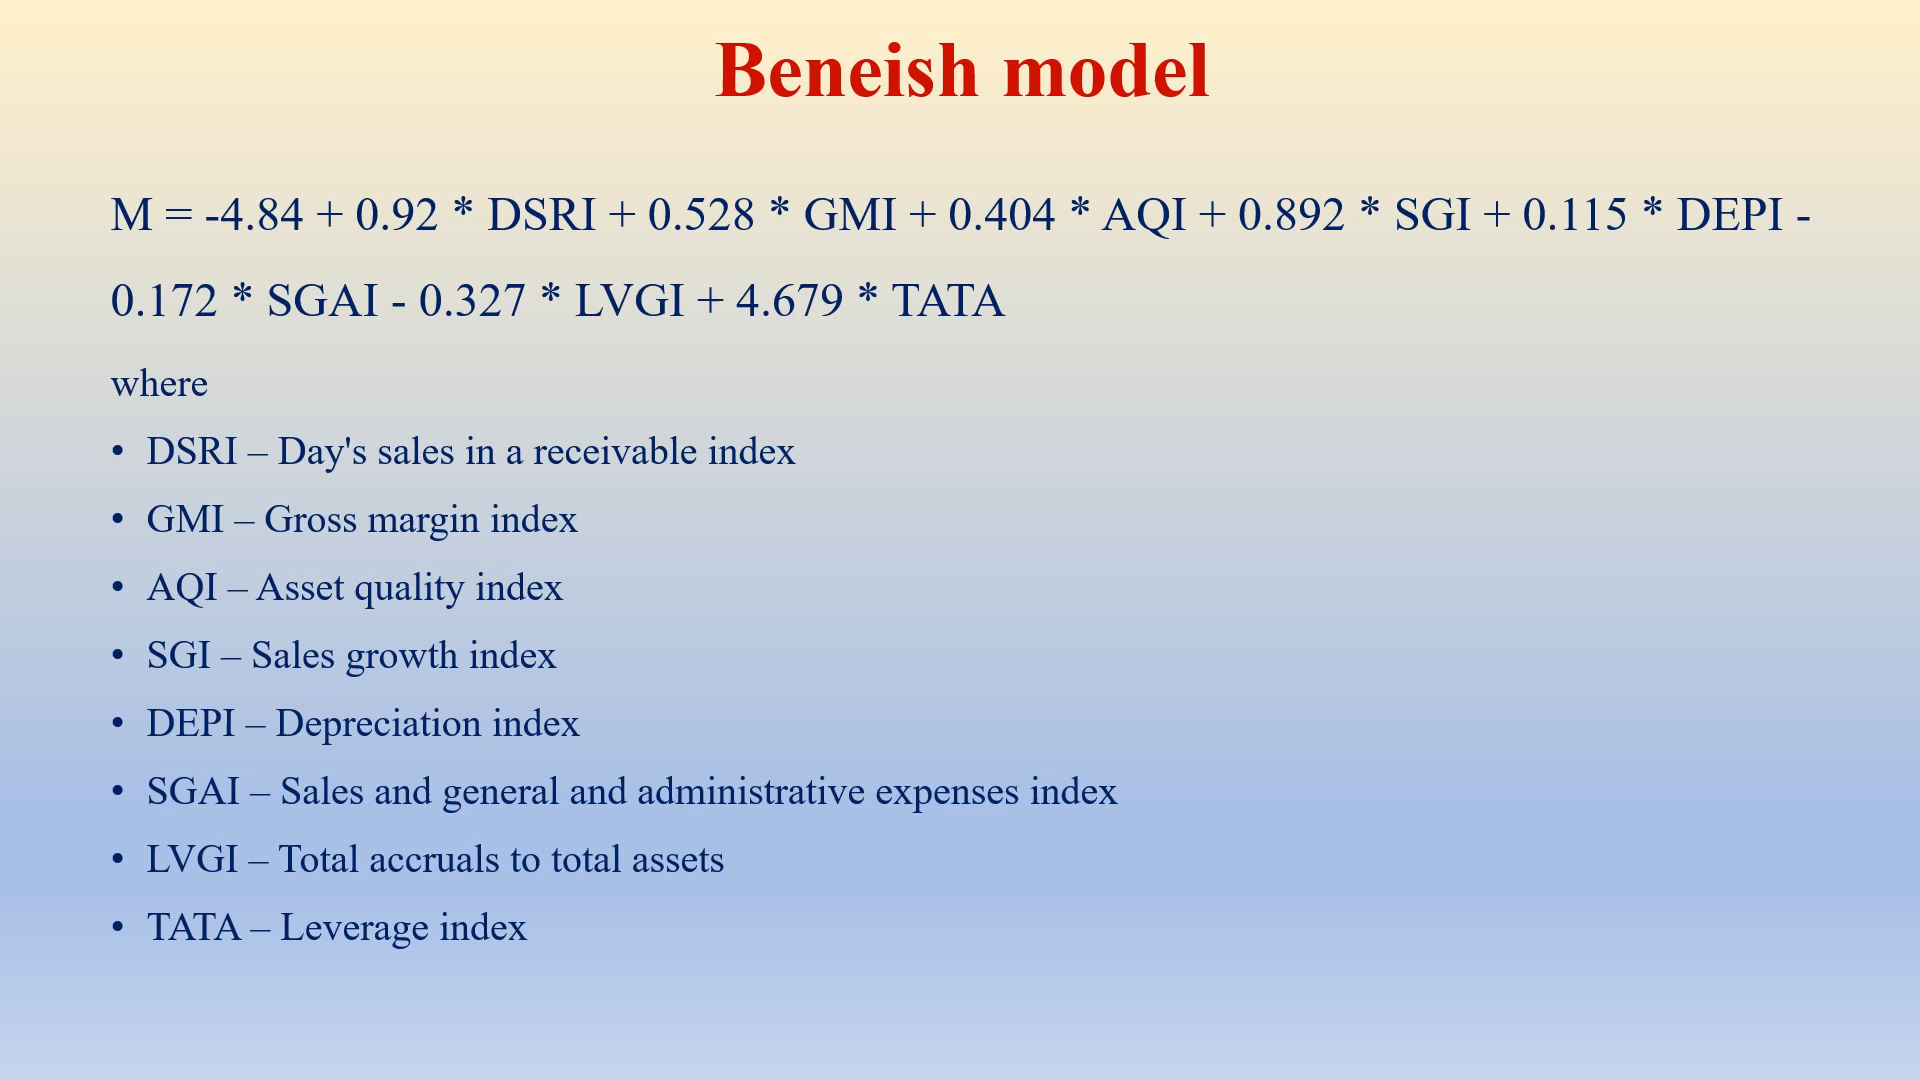 Beneish model
M = -4.84 + 0.92 * DSRI + 0.528 * GMI + 0.404 * AQI + 0.892 * SGI + 0.115 * DEPI -
0.172 * SGAI - 0.327 * LVGI + 4.679 * TATA
where
• DSRI – Day's sales in a receivable index
• GMI – Gross margin index
• AQI – Asset quality index
• SGI – Sales growth index
• DEPI – Depreciation index
• SGAI – Sales and general and administrative expenses index
• LVGI – Total accruals to total assets
• TATA – Leverage index